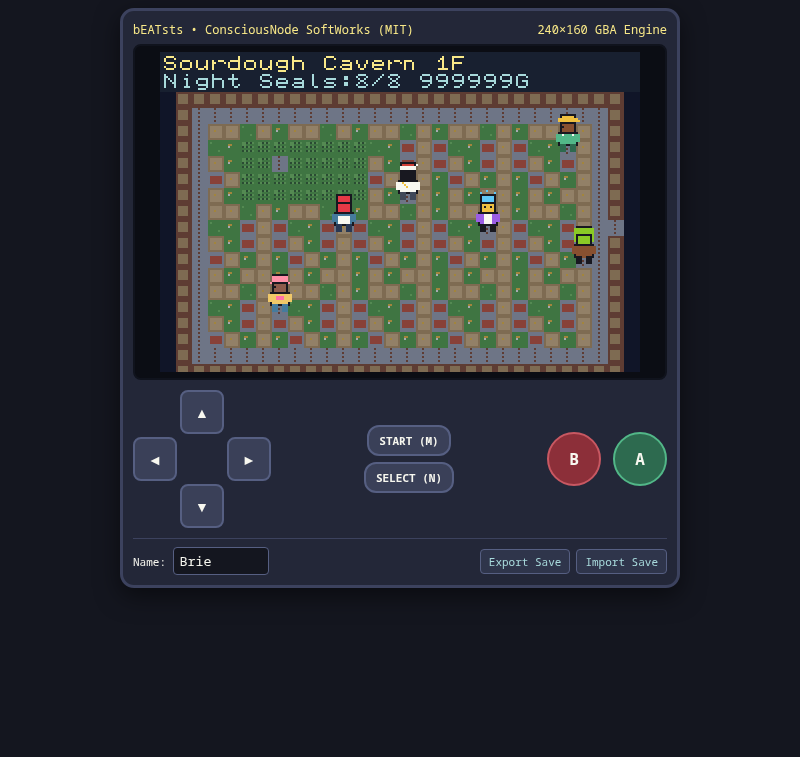 bEATsts • ConsciousNode SoftWorks (MIT) 240×160 GBA Engine
Sourdough Cavern 1F
Night Seals:8/8 999999G
▲
◄ ►
▼
START (M)
SELECT (N)
B A
Name: Brie Export Save Import Save